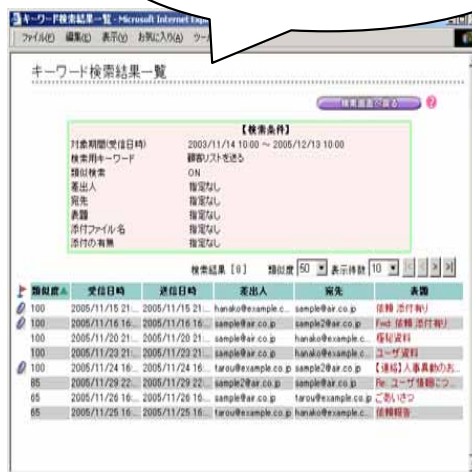 キーワード検索結果一覧 - Microsoft Internet Expl
ファイル(F) 編集(E) 表示(V) お気に入り(A) ツー
キーワード検索結果一覧
検索画面へ戻る
【検索条件】
対象期間(受信日時) 2003/11/14 10:00 ～ 2005/12/13 10:00
検索用キーワード 顧客リストを送る
類似検索 ON
差出人 指定なし
宛先 指定なし
表題 指定なし
添付ファイル名 指定なし
添付の有無 指定なし
検索結果 [8] 類似度 50 表示件数 10
類似度 受信日時 送信日時 差出人 宛先 表題
100 2005/11/15 21:... 2005/11/15 21:... hanako@example.c... sample@air.co.jp 依頼 添付有り
100 2005/11/16 16:... 2005/11/16 16:... sample@air.co.jp sample2@air.co.jp Fwd: 依頼 添付有り
100 2005/11/20 21:... 2005/11/20 21:... sample@air.co.jp hanako@example.c... 極秘資料
100 2005/11/23 21:... 2005/11/23 21:... sample@air.co.jp hanako@example.c... ユーザ資料
100 2005/11/24 16:... 2005/11/24 16:... tarou@example.co.jp sample2@air.co.jp 【連絡】人事異動のお...
85 2005/11/29 22:... 2005/11/29 22:... sample2@air.co.jp sample@air.co.jp Re: ユーザ情報につ...
65 2005/11/26 16:... 2005/11/26 16:... sample@air.co.jp tarou@example.co.jp ごあいさつ
65 2005/11/25 16:... 2005/11/25 16:... tarou@example.co.jp hanako@example.c... 依頼報告